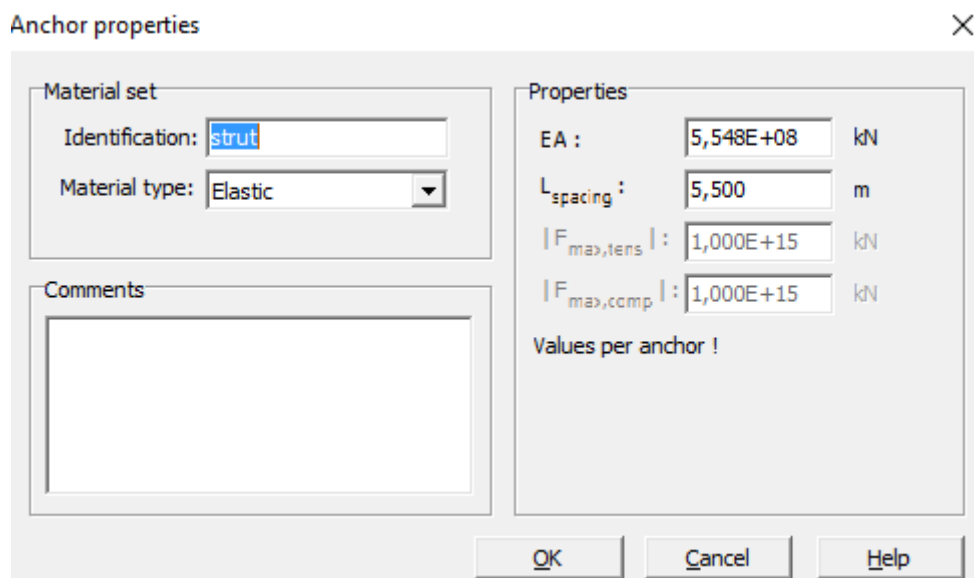 Anchor properties
Material set
Identification: strut
Material type: Elastic
Comments
Properties
EA : 5,548E+08 kN
Lspacing : 5,500 m
|Fmax,tens| : 1,000E+15 kN
|Fmax,comp| : 1,000E+15 kN
Values per anchor !
OK Cancel Help